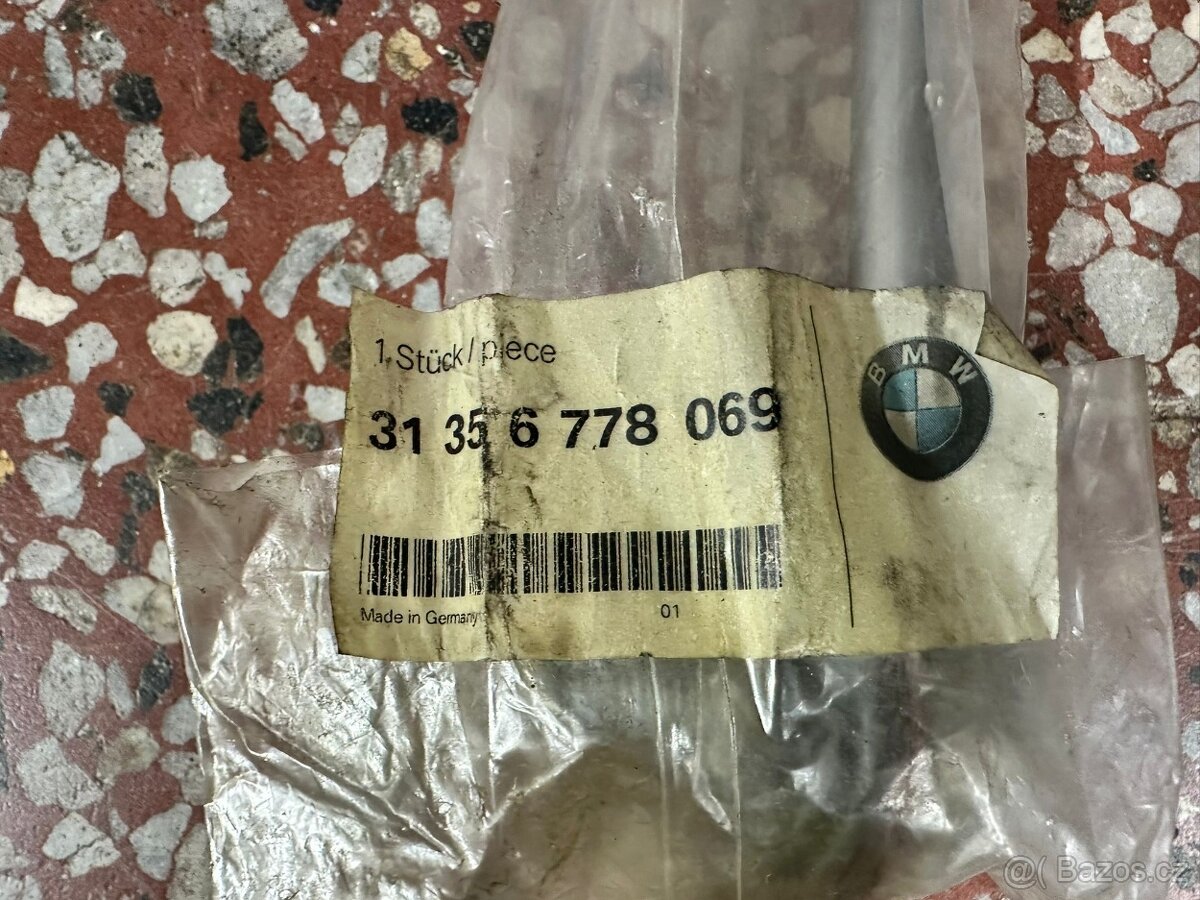 1 Stück/piece
31 35 6 778 069
BMW
Made in Germany
01
@( Bazos.cz